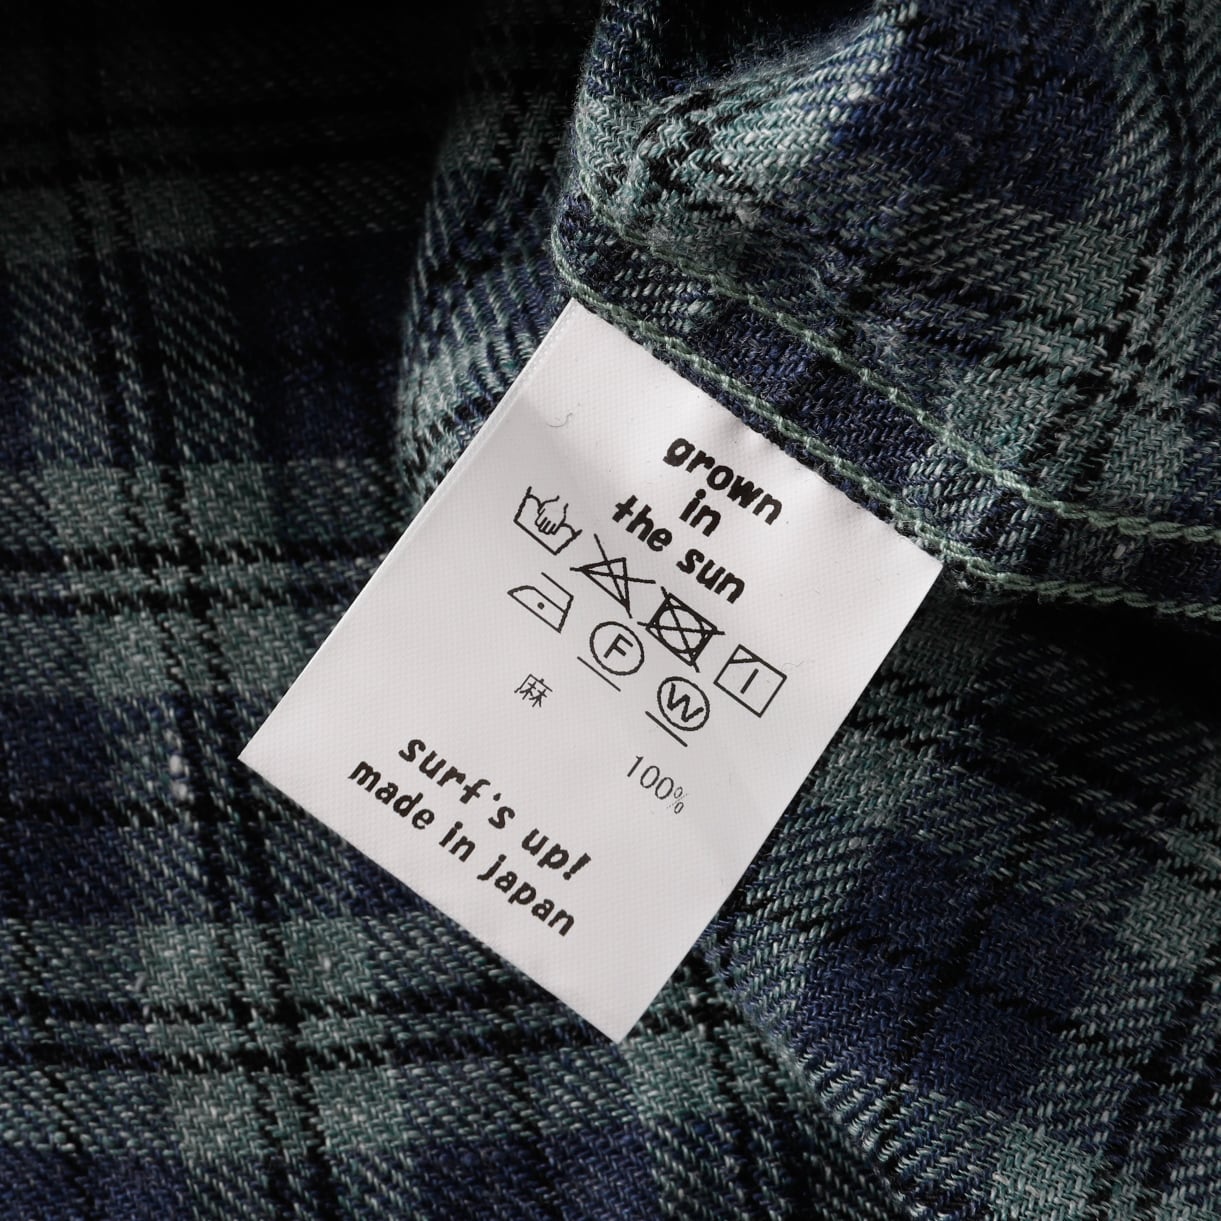 grown
in
the sun
F
W
麻 100%
surf's up!
made in japan